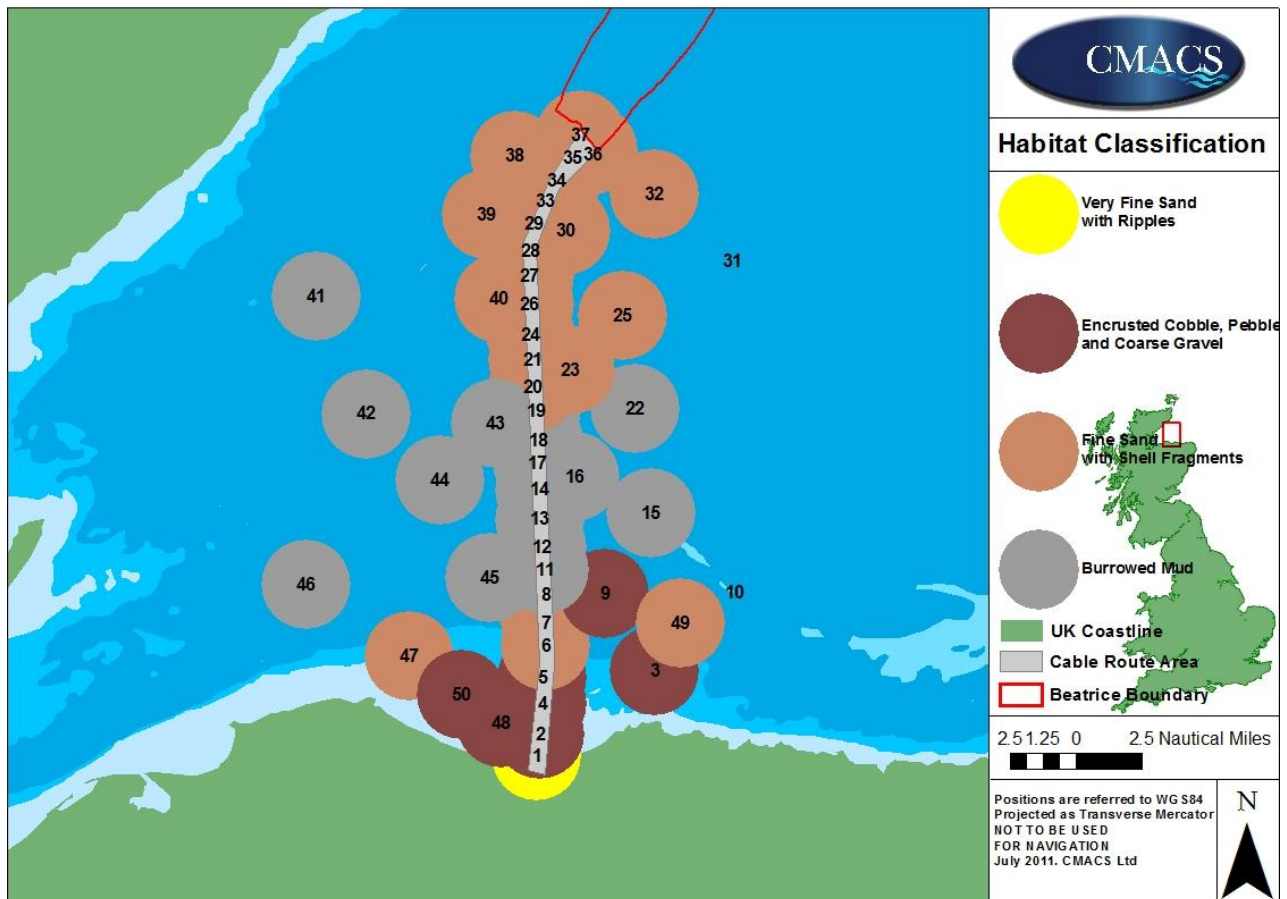 CMACS
Habitat Classification
Very Fine Sand
with Ripples
Encrusted Cobble, Pebble
and Coarse Gravel
Fine Sand
with Shell Fragments
Burrowed Mud
UK Coastline
Cable Route Area
Beatrice Boundary
2.5 1.25 0 2.5 Nautical Miles
Positions are referred to WGS84
Projected as Transverse Mercator
NOT TO BE USED
FOR NAVIGATION
July 2011. CMACS Ltd
N
37
38
35
36
34
32
33
39
29
30
28
31
27
41
40
26
25
24
21
23
20
42
19
22
43
18
17
44
14
16
13
15
12
45
11
46
8
9
10
7
49
6
47
5
3
50
4
48
2
1